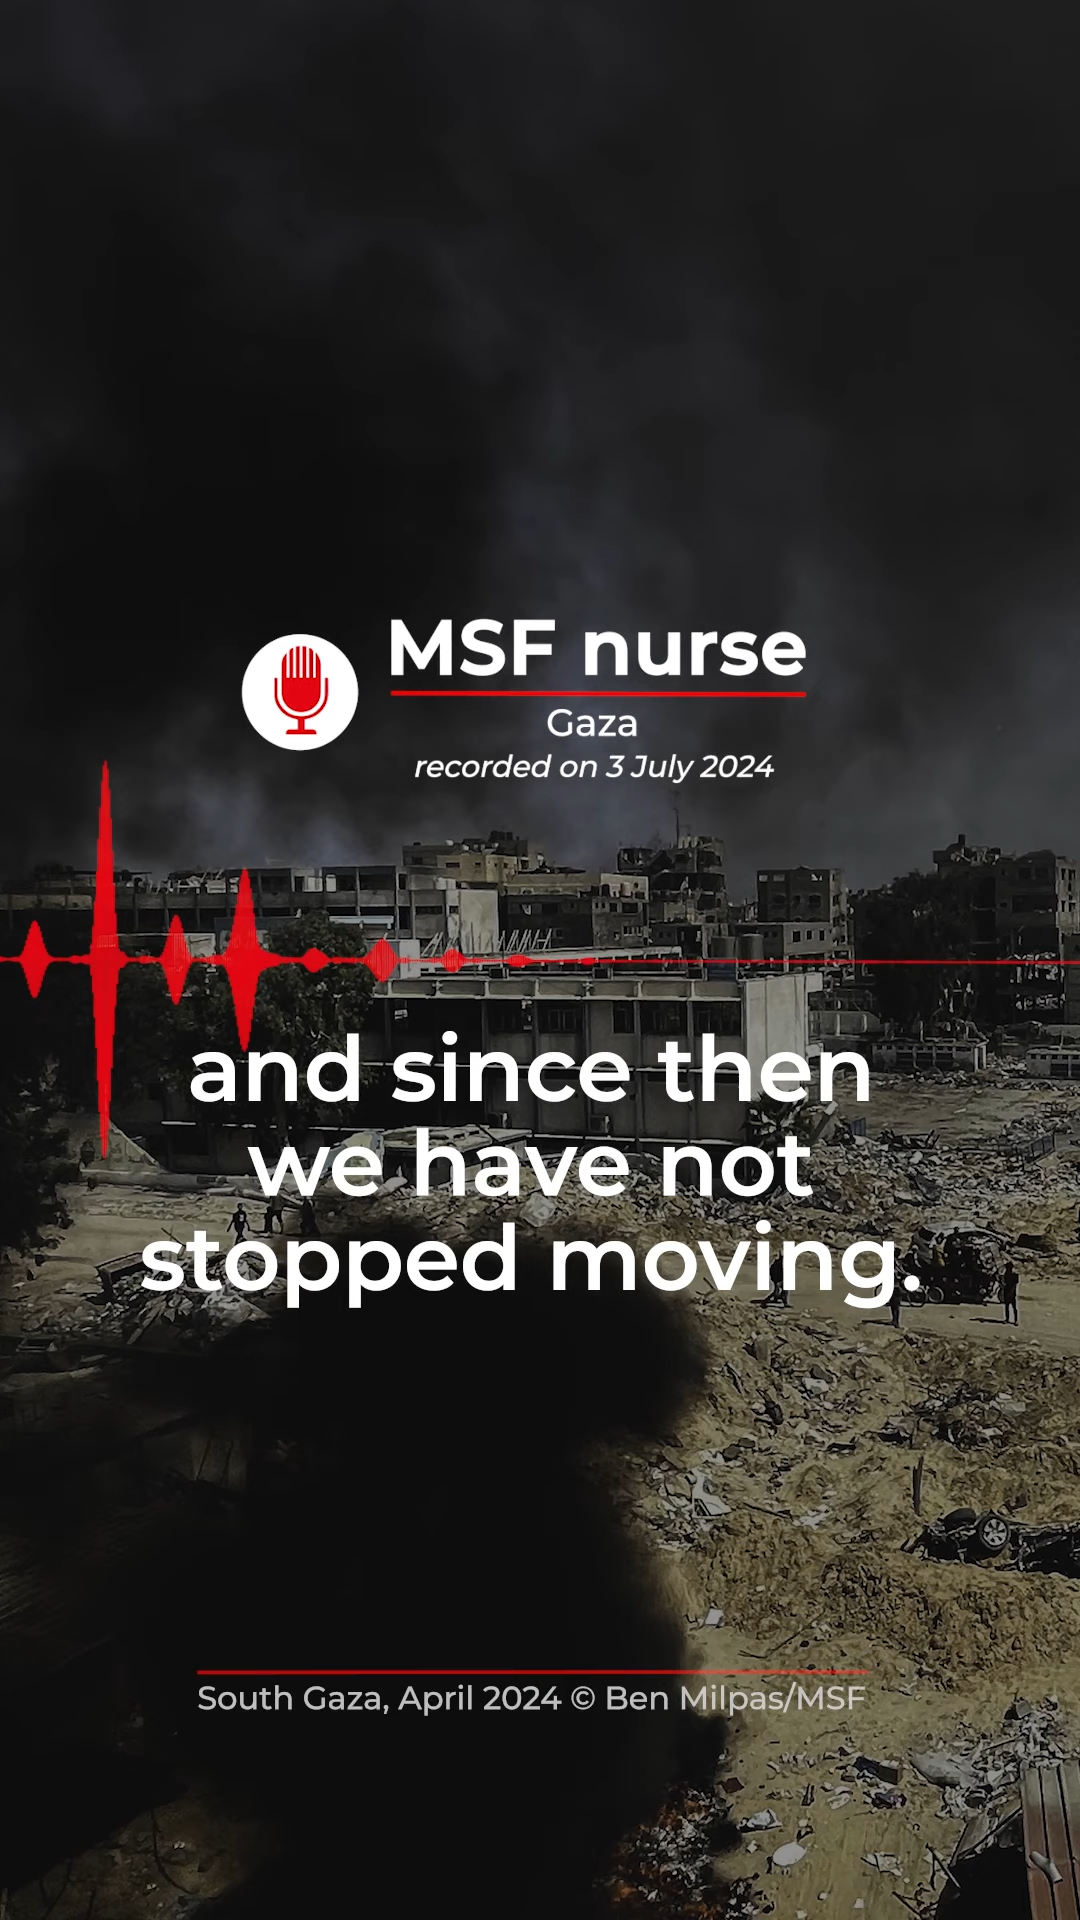 MSF nurse
Gaza
recorded on 3 July 2024
and since then
we have not
stopped moving.
South Gaza, April 2024 © Ben Milpas/MSF